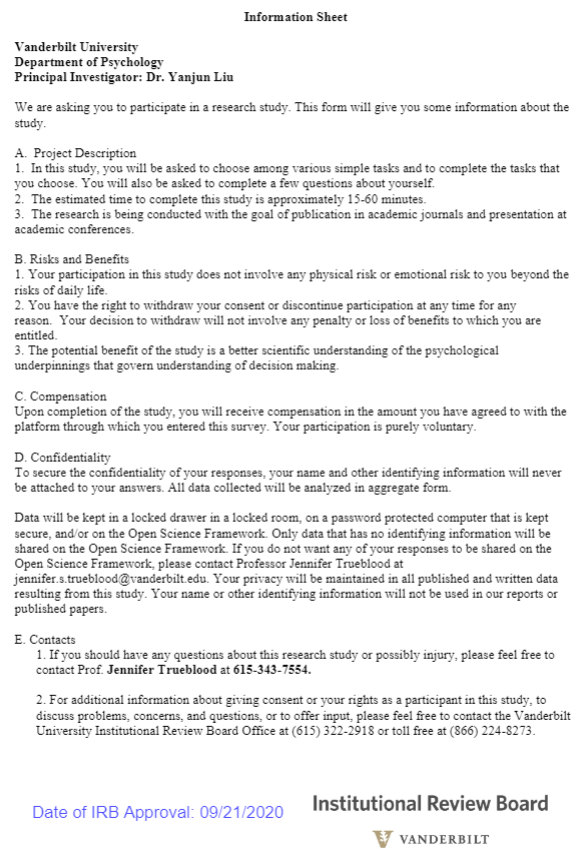 Information Sheet
Vanderbilt University
Department of Psychology
Principal Investigator: Dr. Yanjun Liu
We are asking you to participate in a research study. This form will give you some information about the
study.
A. Project Description
1. In this study, you will be asked to choose among various simple tasks and to complete the tasks that
you choose. You will also be asked to complete a few questions about yourself.
2. The estimated time to complete this study is approximately 15-60 minutes.
3. The research is being conducted with the goal of publication in academic journals and presentation at
academic conferences.
B. Risks and Benefits
1. Your participation in this study does not involve any physical risk or emotional risk to you beyond the
risks of daily life.
2. You have the right to withdraw your consent or discontinue participation at any time for any
reason. Your decision to withdraw will not involve any penalty or loss of benefits to which you are
entitled.
3. The potential benefit of the study is a better scientific understanding of the psychological
underpinnings that govern understanding of decision making.
C. Compensation
Upon completion of the study, you will receive compensation in the amount you have agreed to with the
platform through which you entered this survey. Your participation is purely voluntary.
D. Confidentiality
To secure the confidentiality of your responses, your name and other identifying information will never
be attached to your answers. All data collected will be analyzed in aggregate form.
Data will be kept in a locked drawer in a locked room, on a password protected computer that is kept
secure, and/or on the Open Science Framework. Only data that has no identifying information will be
shared on the Open Science Framework. If you do not want any of your responses to be shared on the
Open Science Framework, please contact Professor Jennifer Trueblood at
jennifer.s.trueblood@vanderbilt.edu. Your privacy will be maintained in all published and written data
resulting from this study. Your name or other identifying information will not be used in our reports or
published papers.
E. Contacts
1. If you should have any questions about this research study or possibly injury, please feel free to
contact Prof. Jennifer Trueblood at 615-343-7554.
2. For additional information about giving consent or your rights as a participant in this study, to
discuss problems, concerns, and questions, or to offer input, please feel free to contact the Vanderbilt
University Institutional Review Board Office at (615) 322-2918 or toll free at (866) 224-8273.
Date of IRB Approval: 09/21/2020
Institutional Review Board
VANDERBILT